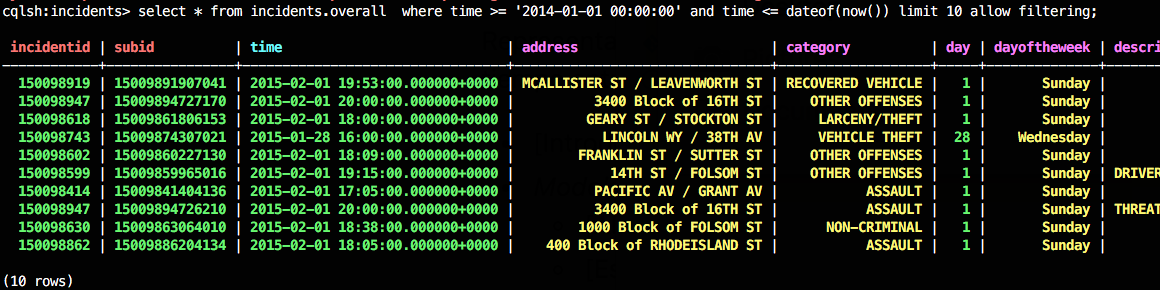 cqlsh:incidents> select * from incidents.overall  where time >= '2014-01-01 00:00:00' and time <= dateof(now()) limit 10 allow filtering;
incidentid | subid | time | address | category | day | dayoftheweek | descri
150098919 | 15009891907041 | 2015-02-01 19:53:00.000000+0000 | MCALLISTER ST / LEAVENWORTH ST | RECOVERED VEHICLE | 1 | Sunday |
150098947 | 15009894727170 | 2015-02-01 20:00:00.000000+0000 | 3400 Block of 16TH ST | OTHER OFFENSES | 1 | Sunday |
150098618 | 15009861806153 | 2015-02-01 18:00:00.000000+0000 | GEARY ST / STOCKTON ST | LARCENY/THEFT | 1 | Sunday |
150098743 | 15009874307021 | 2015-01-28 16:00:00.000000+0000 | LINCOLN WY / 38TH AV | VEHICLE THEFT | 28 | Wednesday |
150098602 | 15009860227130 | 2015-02-01 18:09:00.000000+0000 | FRANKLIN ST / SUTTER ST | OTHER OFFENSES | 1 | Sunday |
150098599 | 15009859965016 | 2015-02-01 19:15:00.000000+0000 | 14TH ST / FOLSOM ST | OTHER OFFENSES | 1 | Sunday | DRIVER
150098414 | 15009841404136 | 2015-02-01 17:05:00.000000+0000 | PACIFIC AV / GRANT AV | ASSAULT | 1 | Sunday |
150098947 | 15009894726210 | 2015-02-01 20:00:00.000000+0000 | 3400 Block of 16TH ST | ASSAULT | 1 | Sunday | THREAT
150098630 | 15009863064010 | 2015-02-01 18:38:00.000000+0000 | 1000 Block of FOLSOM ST | NON-CRIMINAL | 1 | Sunday |
150098862 | 15009886204134 | 2015-02-01 18:05:00.000000+0000 | 400 Block of RHODEISLAND ST | ASSAULT | 1 | Sunday |
(10 rows)